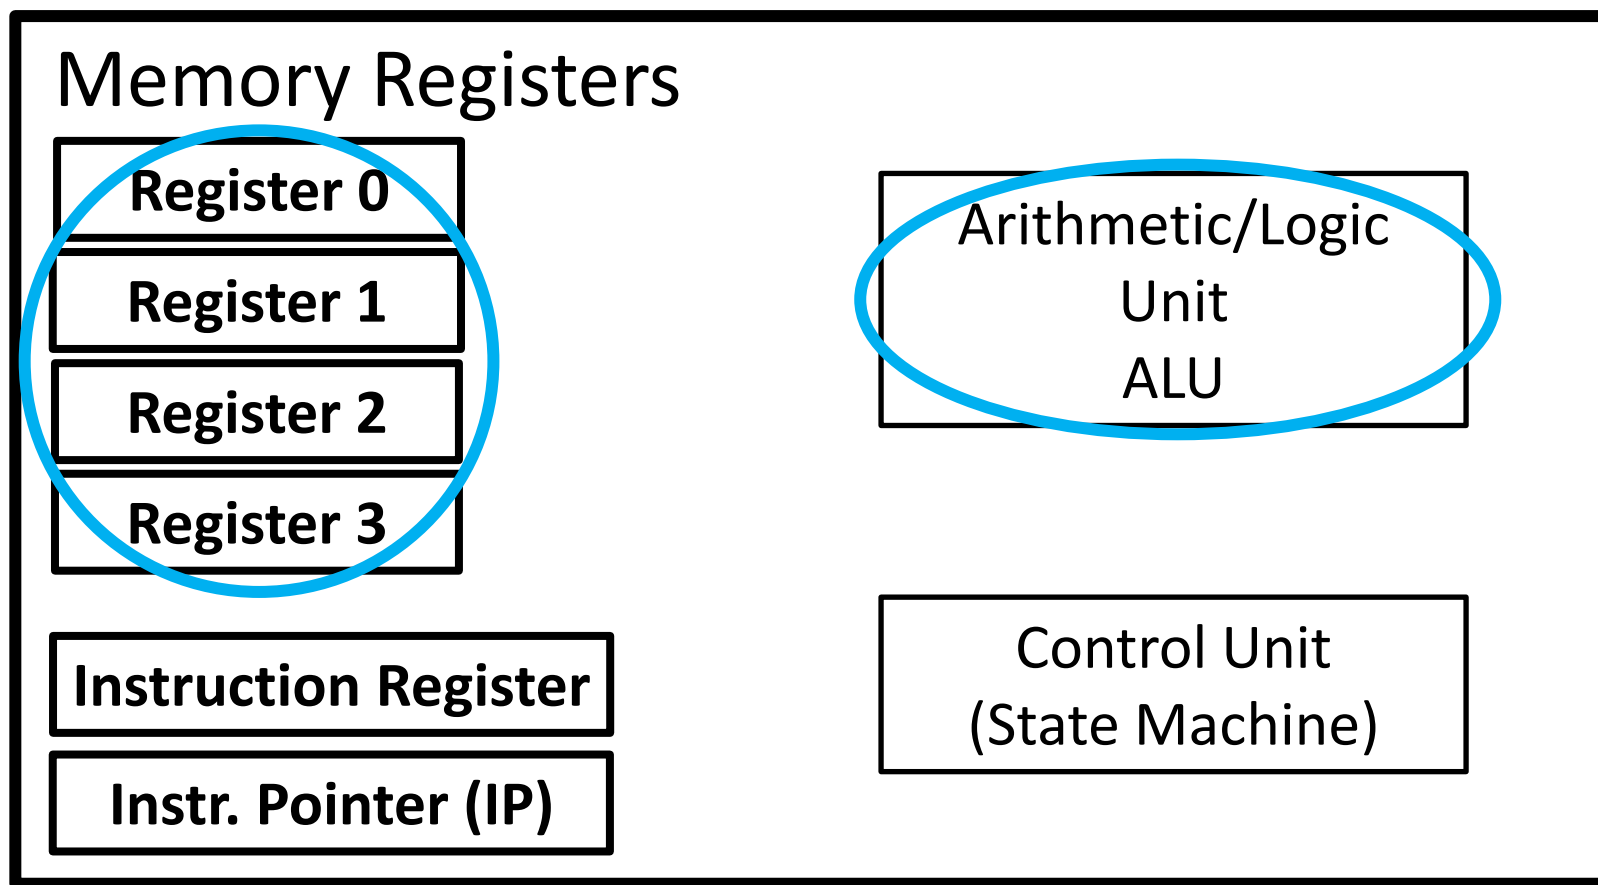 Memory Registers
Register 0
Register 1
Register 2
Register 3
Instruction Register
Instr. Pointer (IP)
Arithmetic/Logic
Unit
ALU
Control Unit
(State Machine)